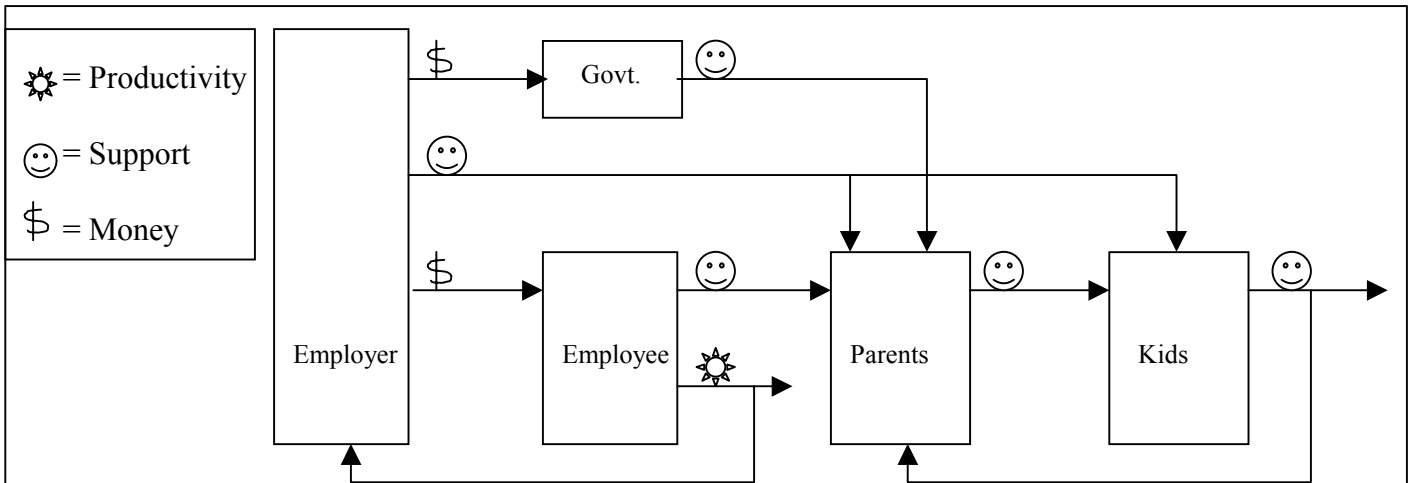 = Productivity
= Support
$ = Money
$
Govt.
$
Employer
Employee
Parents
Kids